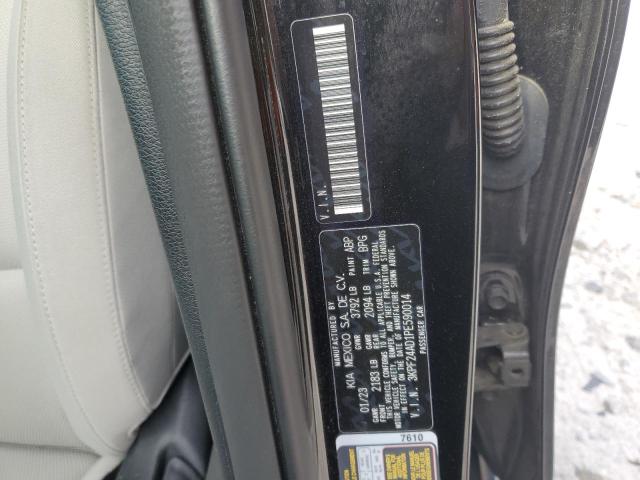 V.I.N.
MANUFACTURED BY
KIA MEXICO S.A. DE C.V.
01/23 GVWR 3792 LB PAINT ABP
GAWR FRONT 2183 LB GAWR REAR 2094 LB TRIM BPG
THIS VEHICLE CONFORMS TO ALL APPLICABLE U.S.A. FEDERAL
MOTOR VEHICLE SAFETY, BUMPER, AND THEFT PREVENTION STANDARDS
IN EFFECT ON THE DATE OF MANUFACTURE SHOWN ABOVE.
V.I.N. 3KPF24AD1PE590014
PASSENGER CAR
7610